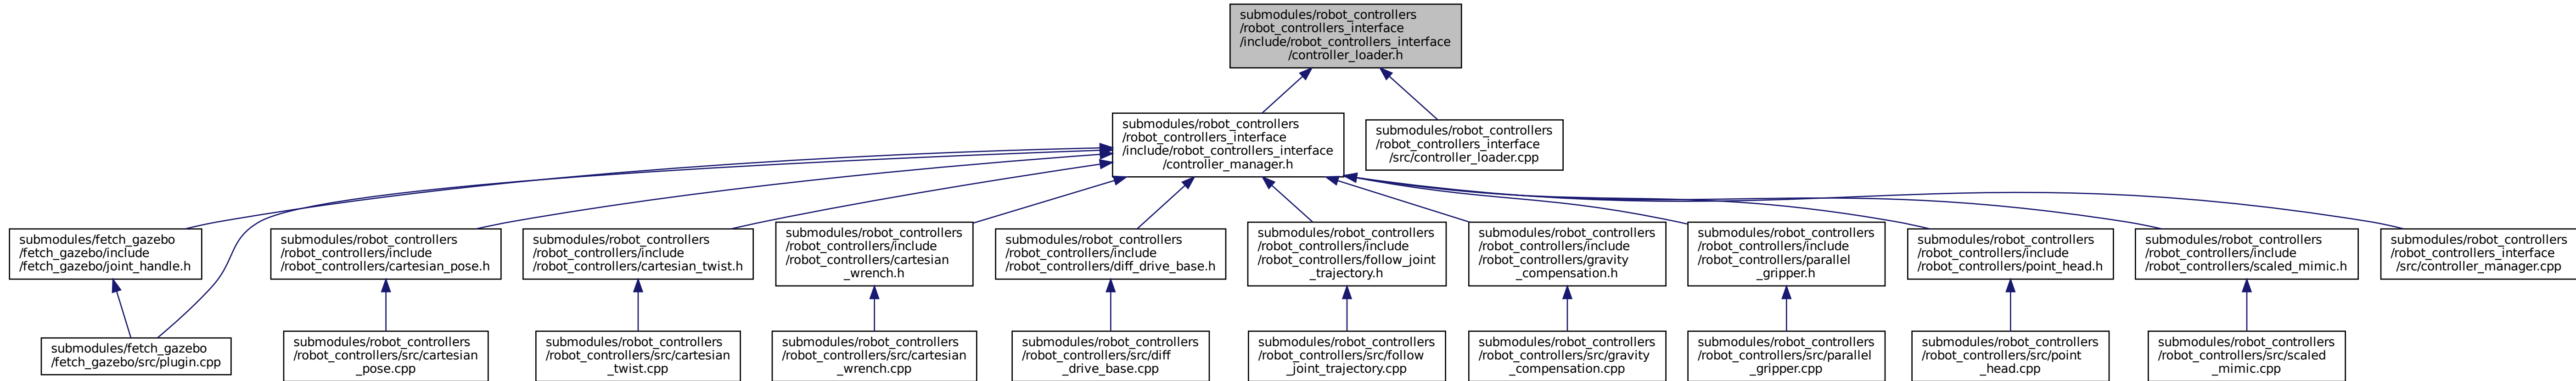 submodules/robot_controllers
/robot_controllers_interface
/include/robot_controllers_interface
/controller_loader.h
submodules/robot_controllers
/robot_controllers_interface
/include/robot_controllers_interface
/controller_manager.h
submodules/robot_controllers
/robot_controllers_interface
/src/controller_loader.cpp
submodules/fetch_gazebo
/fetch_gazebo/include
/fetch_gazebo/joint_handle.h
submodules/robot_controllers
/robot_controllers/include
/robot_controllers/cartesian_pose.h
submodules/robot_controllers
/robot_controllers/include
/robot_controllers/cartesian_twist.h
submodules/robot_controllers
/robot_controllers/include
/robot_controllers/cartesian
_wrench.h
submodules/robot_controllers
/robot_controllers/include
/robot_controllers/diff_drive_base.h
submodules/robot_controllers
/robot_controllers/include
/robot_controllers/follow_joint
_trajectory.h
submodules/robot_controllers
/robot_controllers/include
/robot_controllers/gravity
_compensation.h
submodules/robot_controllers
/robot_controllers/include
/robot_controllers/parallel
_gripper.h
submodules/robot_controllers
/robot_controllers/include
/robot_controllers/point_head.h
submodules/robot_controllers
/robot_controllers/include
/robot_controllers/scaled_mimic.h
submodules/robot_controllers
/robot_controllers_interface
/src/controller_manager.cpp
submodules/fetch_gazebo
/fetch_gazebo/src/plugin.cpp
submodules/robot_controllers
/robot_controllers/src/cartesian
_pose.cpp
submodules/robot_controllers
/robot_controllers/src/cartesian
_twist.cpp
submodules/robot_controllers
/robot_controllers/src/cartesian
_wrench.cpp
submodules/robot_controllers
/robot_controllers/src/diff
_drive_base.cpp
submodules/robot_controllers
/robot_controllers/src/follow
_joint_trajectory.cpp
submodules/robot_controllers
/robot_controllers/src/gravity
_compensation.cpp
submodules/robot_controllers
/robot_controllers/src/parallel
_gripper.cpp
submodules/robot_controllers
/robot_controllers/src/point
_head.cpp
submodules/robot_controllers
/robot_controllers/src/scaled
_mimic.cpp